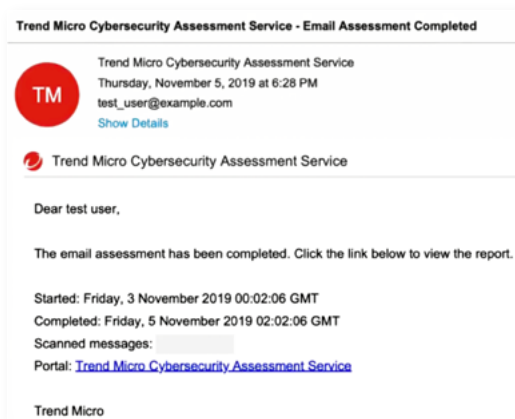 Trend Micro Cybersecurity Assessment Service - Email Assessment Completed
TM
Trend Micro Cybersecurity Assessment Service
Thursday, November 5, 2019 at 6:28 PM
test_user@example.com
Show Details
Trend Micro Cybersecurity Assessment Service
Dear test user,
The email assessment has been completed. Click the link below to view the report.
Started: Friday, 3 November 2019 00:02:06 GMT
Completed: Friday, 5 November 2019 02:02:06 GMT
Scanned messages:
Portal: Trend Micro Cybersecurity Assessment Service
Trend Micro